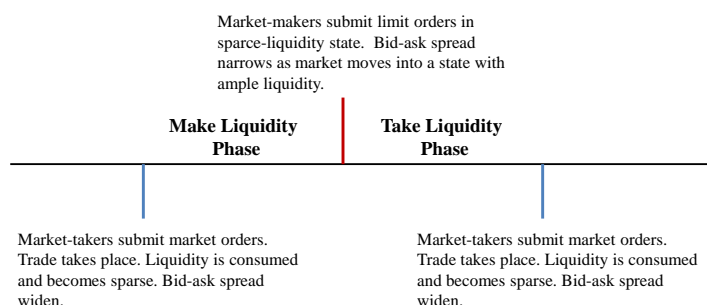 Market-makers submit limit orders in
sparce-liquidity state.  Bid-ask spread
narrows as market moves into a state with
ample liquidity.
Make Liquidity
Phase
Take Liquidity
Phase
Market-takers submit market orders.
Trade takes place. Liquidity is consumed
and becomes sparse. Bid-ask spread
widen.
Market-takers submit market orders.
Trade takes place. Liquidity is consumed
and becomes sparse. Bid-ask spread
widen.